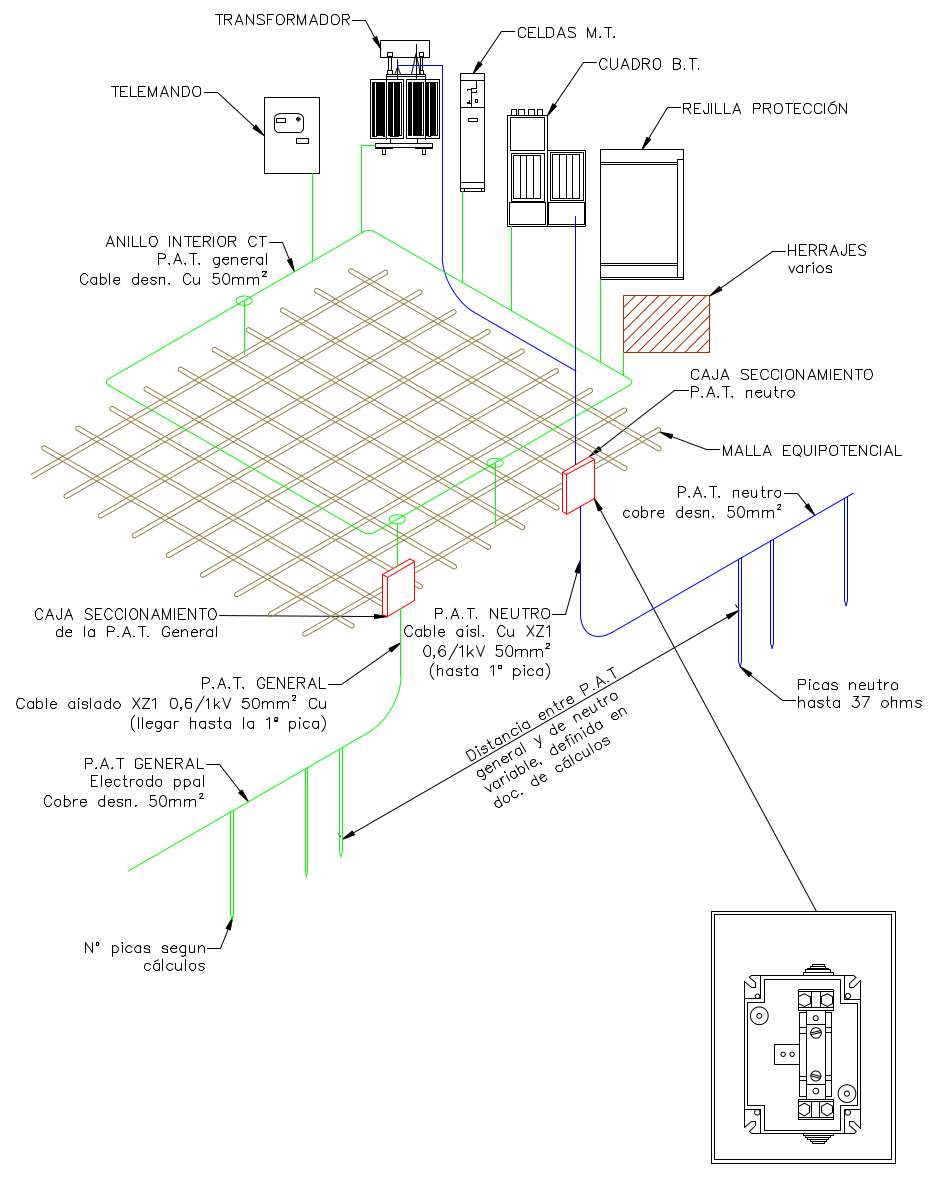 TRANSFORMADOR
CELDAS M.T.
CUADRO B.T.
TELEMANDO
REJILLA PROTECCIÓN
ANILLO INTERIOR CT
P.A.T. general
Cable desn. Cu 50mm²
HERRAJES
varios
CAJA SECCIONAMIENTO
P.A.T. neutro
MALLA EQUIPOTENCIAL
P.A.T. neutro
cobre desn. 50mm²
CAJA SECCIONAMIENTO
de la P.A.T. General
P.A.T. NEUTRO
Cable aisl. Cu XZ1
0,6/1kV 50mm²
(hasta 1ª pica)
P.A.T. GENERAL
Cable aislado XZ1 0,6/1kV 50mm² Cu
(llegar hasta la 1ª pica)
Picas neutro
hasta 37 ohms
Distancia entre P.A.T
general y de neutro
variable, definida en
doc. de cálculos
P.A.T GENERAL
Electrodo ppal
Cobre desn. 50mm²
Nº picas segun
cálculos